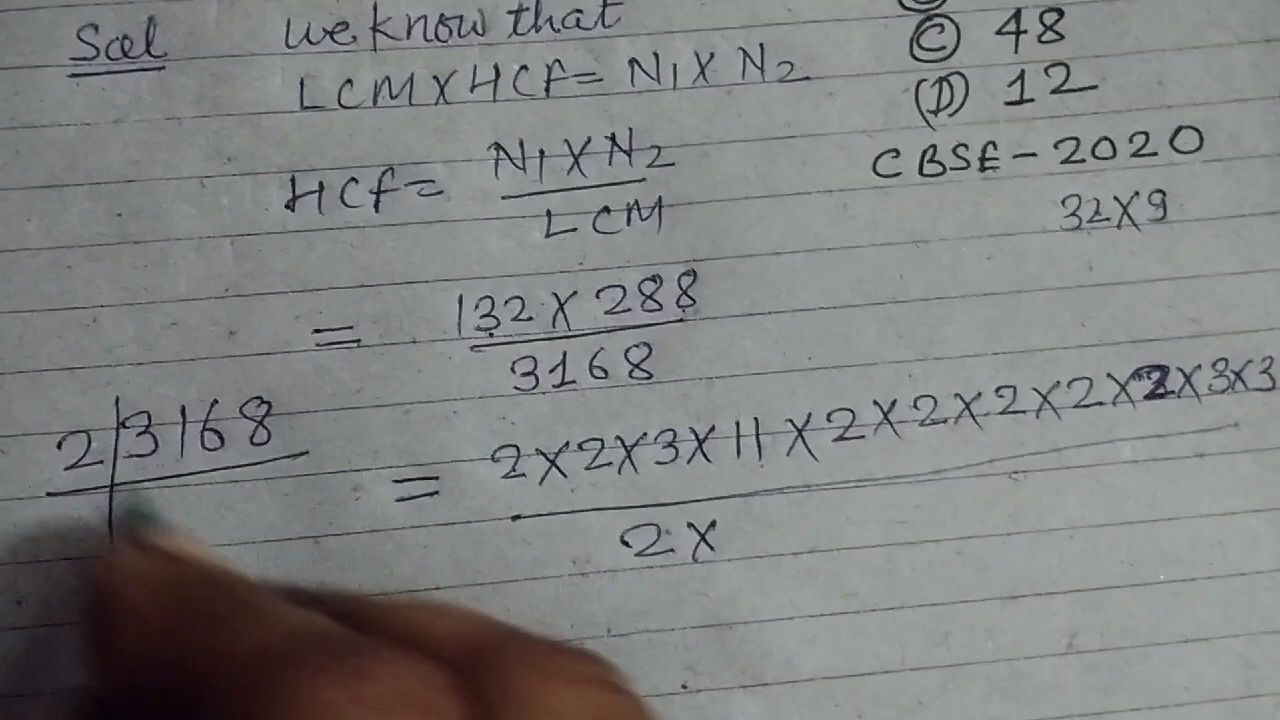 Sol we know that
LCM X HCF = N1 X N2
HCF = N1 X N2
LCM
= 132 X 288
3168
= 2 X 2 X 3 X 11 X 2 X 2 X 2 X 2 X 2 X 3 X 3
2 X
2 3168
(C) 48
(D) 12
CBSE - 2020
32 X 9